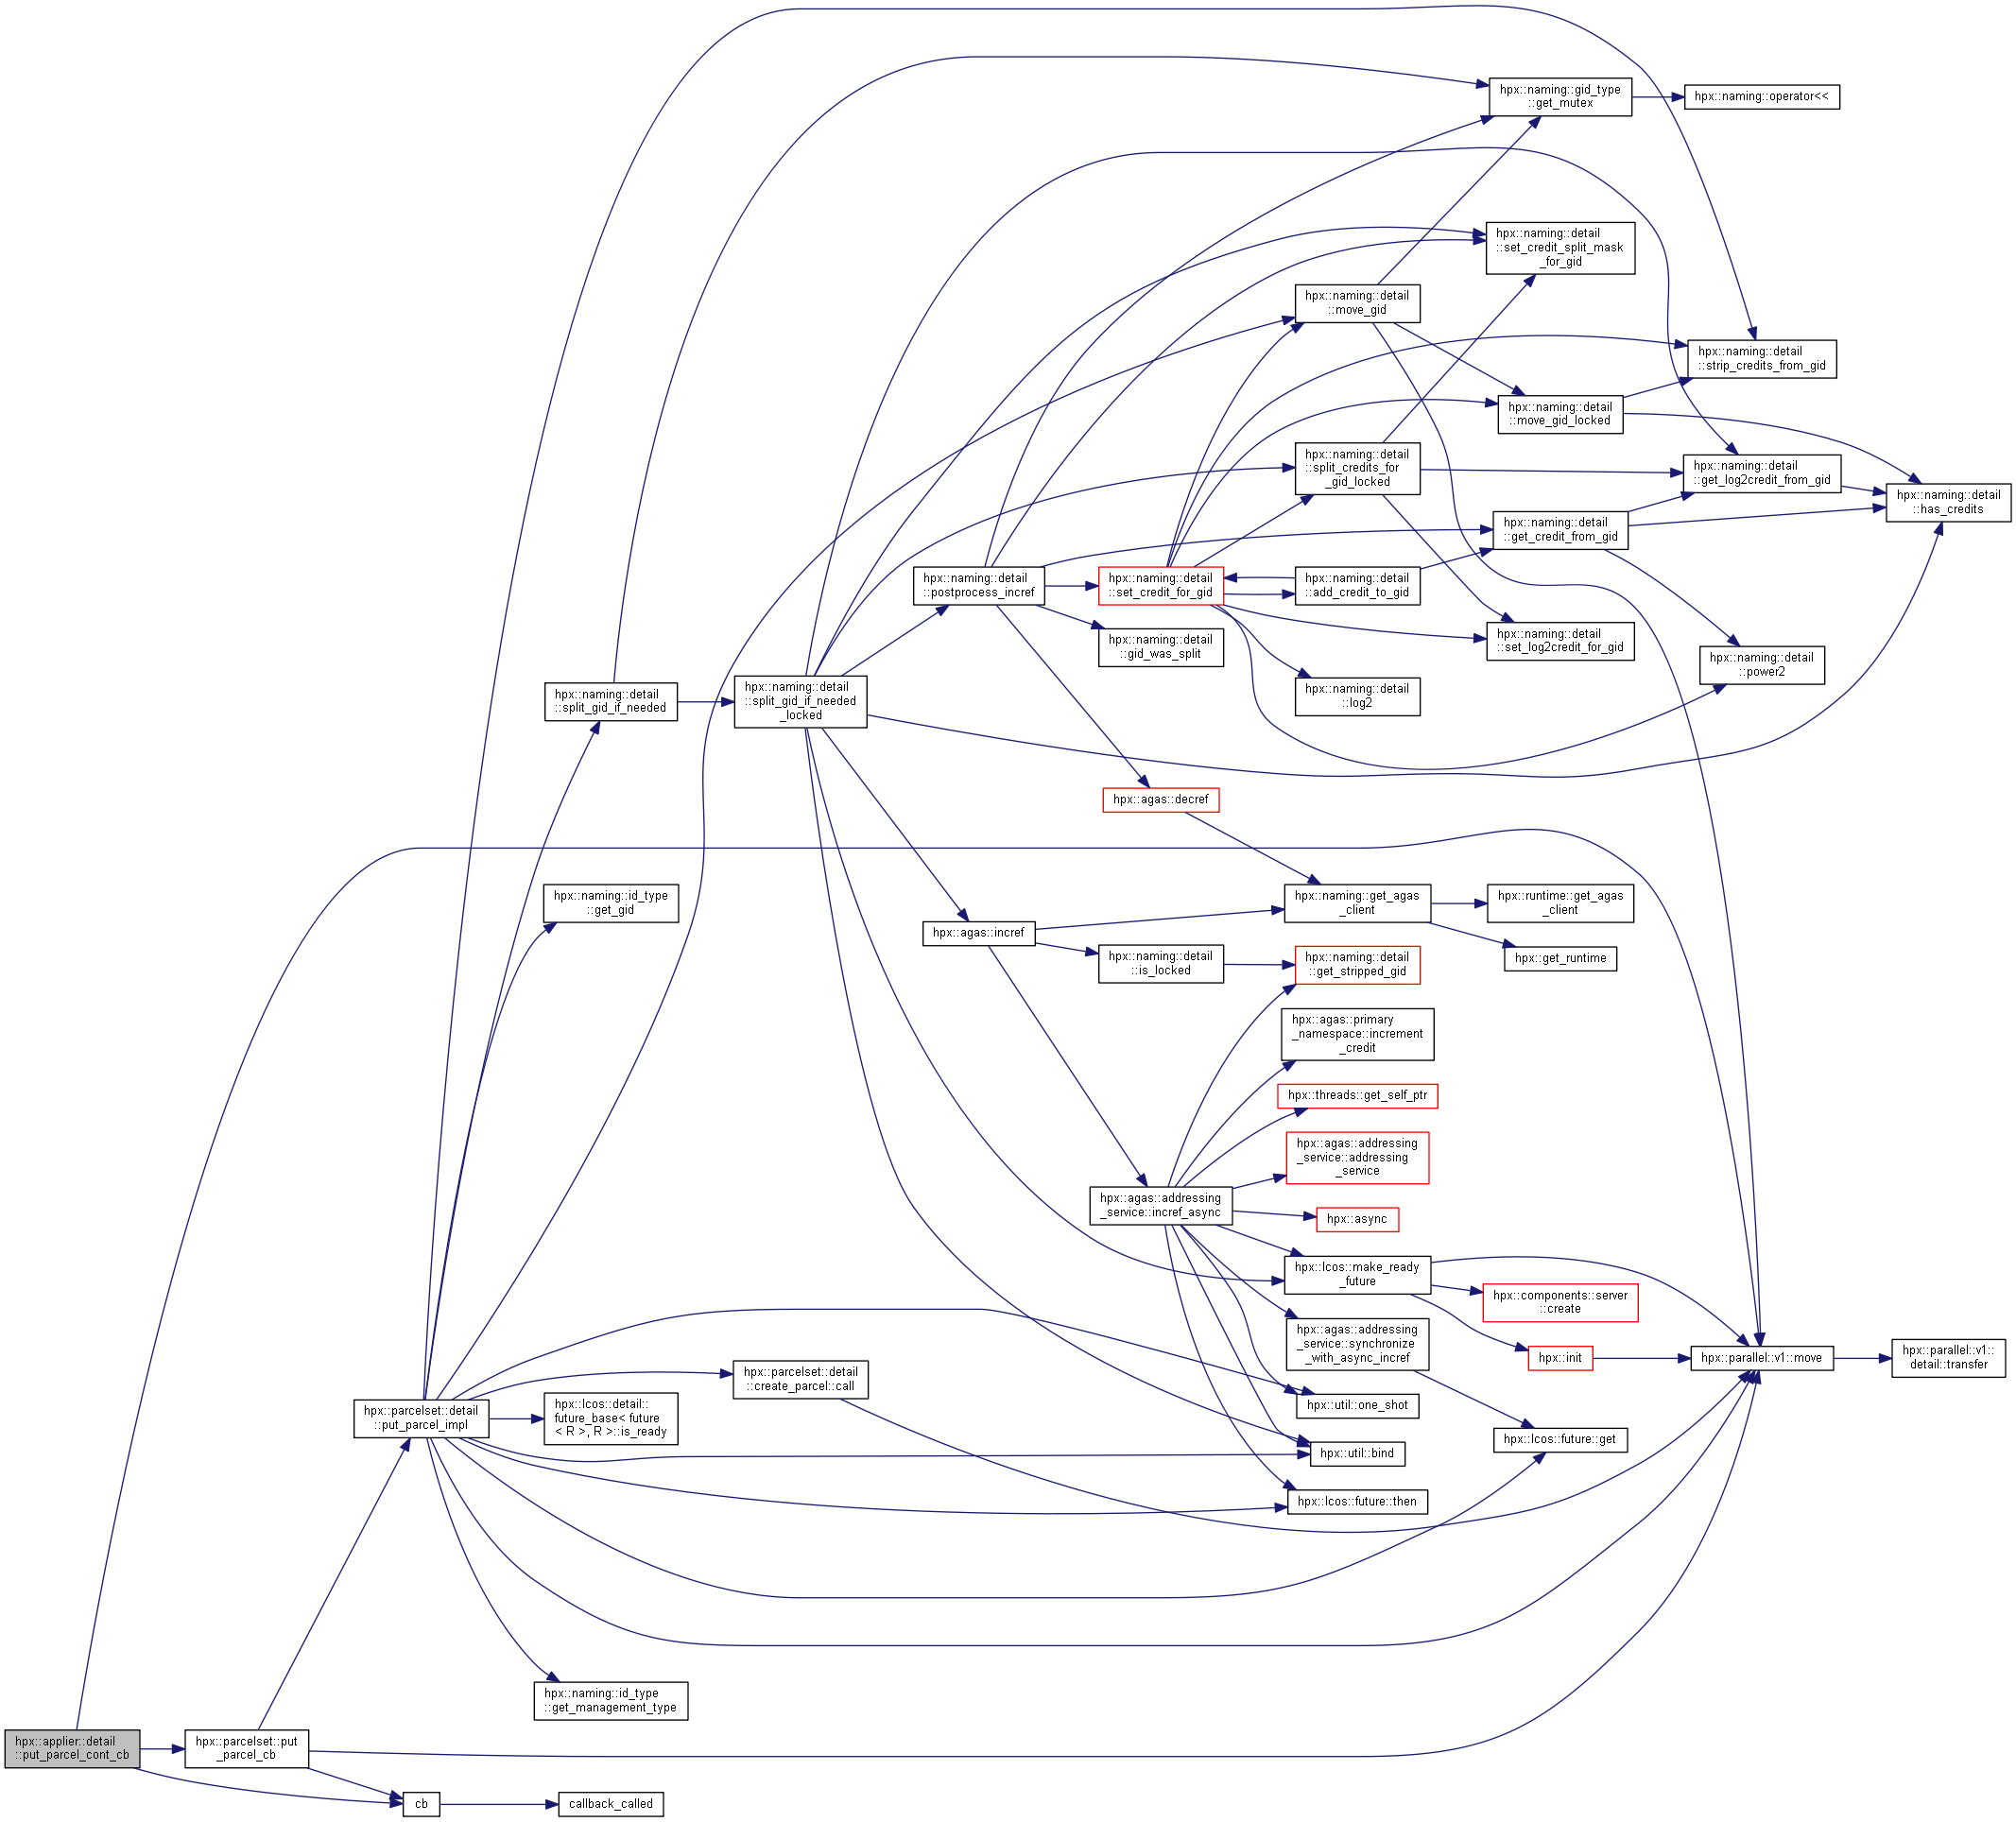 hpx::naming::gid_type
::get_mutex
hpx::naming::operator<<
hpx::naming::detail
::set_credit_split_mask
_for_gid
hpx::naming::detail
::move_gid
hpx::naming::detail
::strip_credits_from_gid
hpx::naming::detail
::move_gid_locked
hpx::naming::detail
::split_credits_for
_gid_locked
hpx::naming::detail
::get_log2credit_from_gid
hpx::naming::detail
::has_credits
hpx::naming::detail
::get_credit_from_gid
hpx::naming::detail
::postprocess_incref
hpx::naming::detail
::set_credit_for_gid
hpx::naming::detail
::add_credit_to_gid
hpx::naming::detail
::gid_was_split
hpx::naming::detail
::set_log2credit_for_gid
hpx::naming::detail
::power2
hpx::naming::detail
::log2
hpx::naming::detail
::split_gid_if_needed
hpx::naming::detail
::split_gid_if_needed
_locked
hpx::agas::decref
hpx::naming::id_type
::get_gid
hpx::naming::get_agas
_client
hpx::runtime::get_agas
_client
hpx::agas::incref
hpx::get_runtime
hpx::naming::detail
::is_locked
hpx::naming::detail
::get_stripped_gid
hpx::agas::primary
_namespace::increment
_credit
hpx::threads::get_self_ptr
hpx::agas::addressing
_service::addressing
_service
hpx::agas::addressing
_service::incref_async
hpx::async
hpx::lcos::make_ready
_future
hpx::components::server
::create
hpx::agas::addressing
_service::synchronize
_with_async_incref
hpx::init
hpx::parallel::v1::move
hpx::parallel::v1::
detail::transfer
hpx::parcelset::detail
::create_parcel::call
hpx::util::one_shot
hpx::parcelset::detail
::put_parcel_impl
hpx::lcos::detail::
future_base< future
< R >, R >::is_ready
hpx::lcos::future::get
hpx::util::bind
hpx::lcos::future::then
hpx::naming::id_type
::get_management_type
hpx::applier::detail
::put_parcel_cont_cb
hpx::parcelset::put
_parcel_cb
cb
callback_called